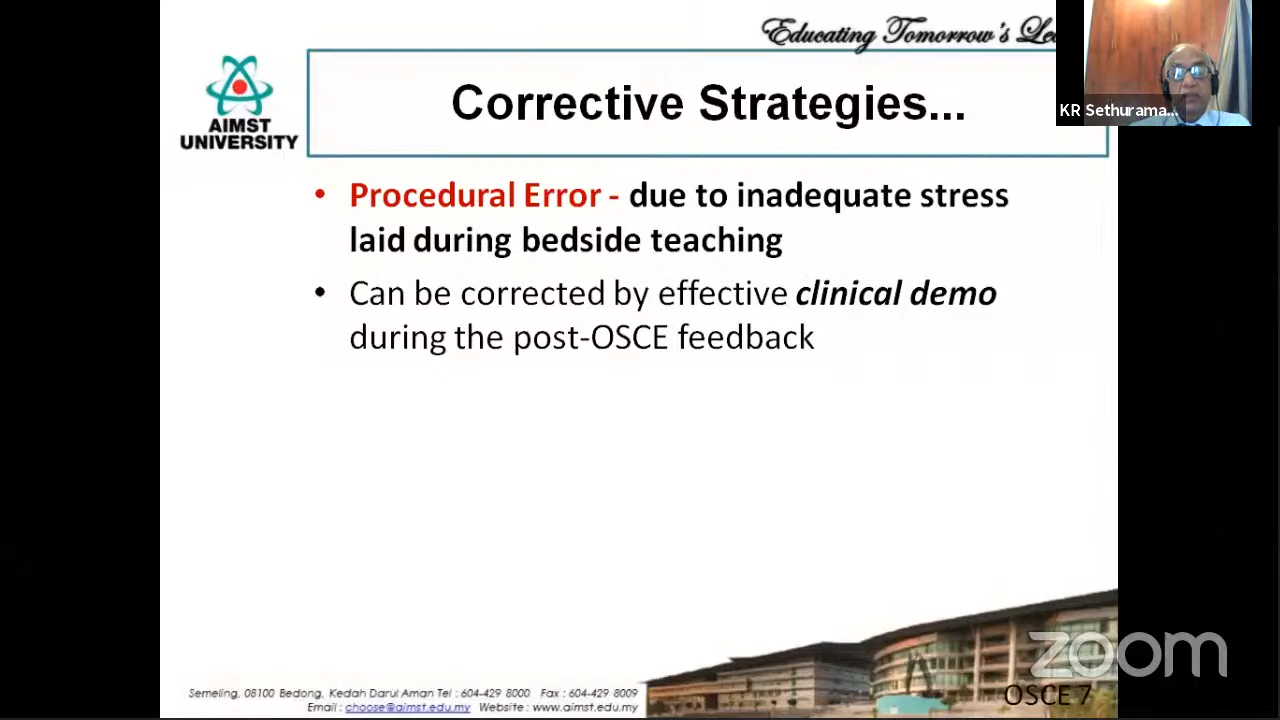 Educating Tomorrow's
AIMST
UNIVERSITY
Corrective Strategies...
KR Sethurama...
• Procedural Error - due to inadequate stress
laid during bedside teaching
• Can be corrected by effective clinical demo
during the post-OSCE feedback
Semeling, 08100 Bedong, Kedah Darul Aman Tel : 604-429 8000 Fax : 604-429 8009
Email : choose@aimst.edu.my Website : www.aimst.edu.my
zoom
OSCE 7